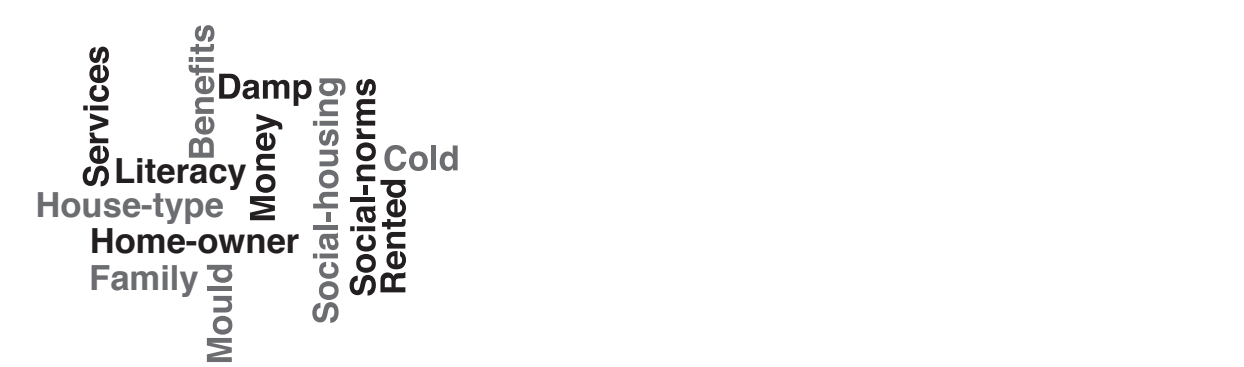 Services
Benefits
Damp
Literacy
Money
Social-housing
Social-norms
Cold
Rented
House-type
Home-owner
Family
Mould